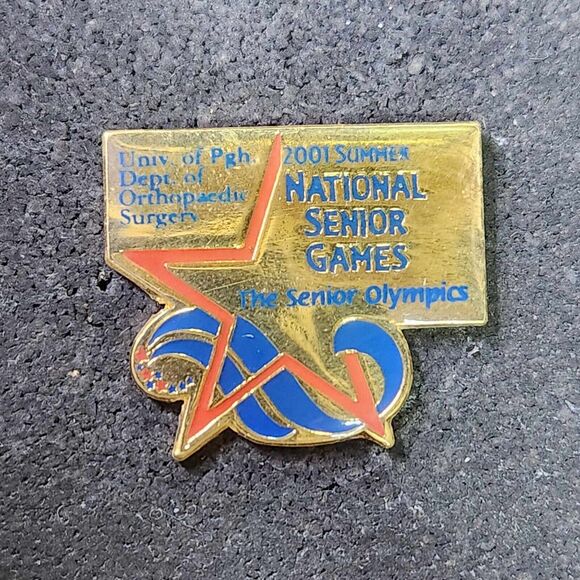 Univ. of Pgh.
Dept. of
Orthopaedic
Surgery
2001 SUMMER
NATIONAL
SENIOR
GAMES
The Senior Olympics